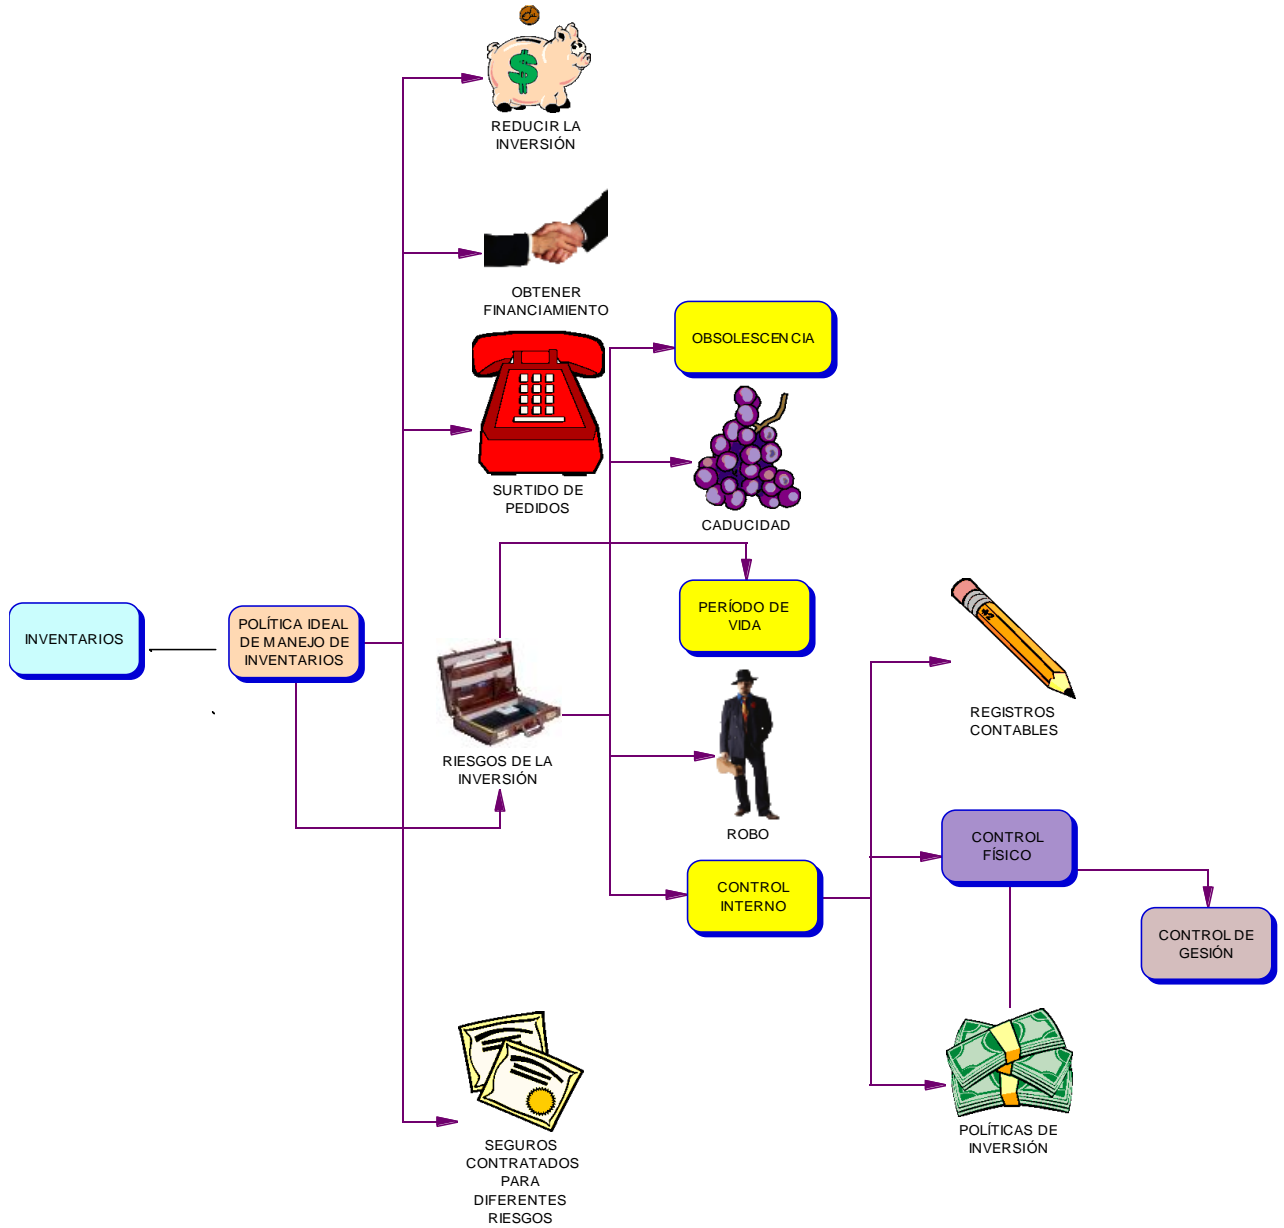 REDUCIR LA
INVERSIÓN
OBTENER
FINANCIAMIENTO
OBSOLESCENCIA
SURTIDO DE
PEDIDOS
CADUCIDAD
INVENTARIOS
POLÍTICA IDEAL
DE MANEJO DE
INVENTARIOS
PERÍODO DE
VIDA
RIESGOS DE LA
INVERSIÓN
REGISTROS
CONTABLES
ROBO
CONTROL
FÍSICO
CONTROL
INTERNO
CONTROL DE
GESIÓN
SEGUROS
CONTRATADOS
PARA
DIFERENTES
RIESGOS
POLÍTICAS DE
INVERSIÓN